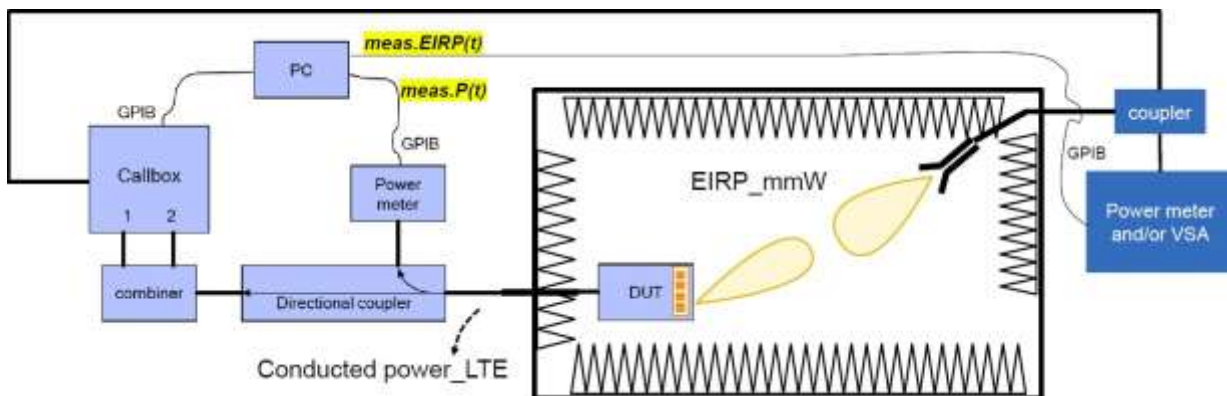 meas.EIRP(t)
PC
meas.P(t)
GPIB
coupler
Callbox
GPIB
GPIB
Power
meter
EIRP_mmW
1 2
Power meter
and/or VSA
combiner
Directional coupler
DUT
Conducted power_LTE